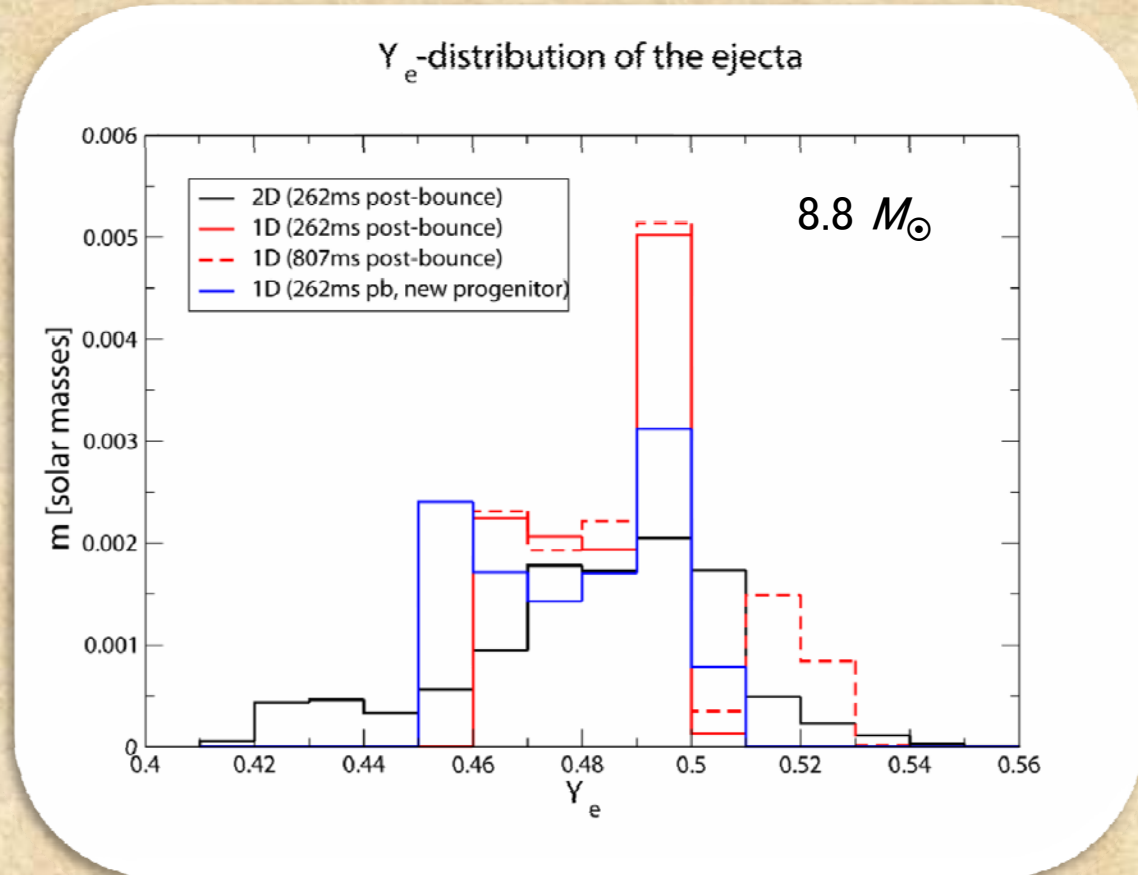 Y e-distribution of the ejecta
0.006
0.005
0.004
0.003
0.002
0.001
0
m [solar masses]
2D (262ms post-bounce)
1D (262ms post-bounce)
1D (807ms post-bounce)
1D (262ms pb, new progenitor)
8.8 M☉
0.4 0.42 0.44 0.46 0.48 0.5 0.52 0.54 0.56
Y e